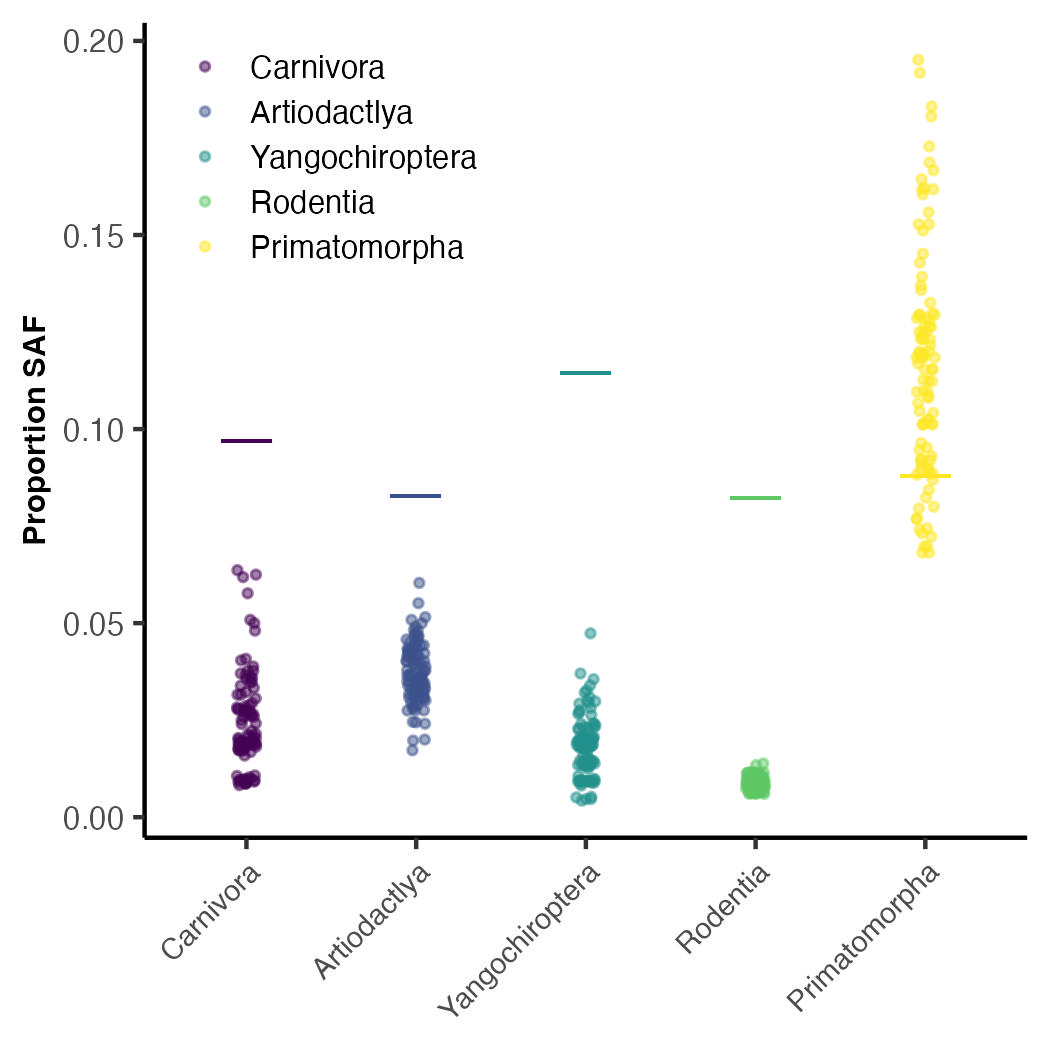 Proportion SAF
0.20
0.15
0.10
0.05
0.00
Carnivora
Artiodactlya
Yangochiroptera
Rodentia
Primatomorpha
Carnivora
Artiodactlya
Yangochiroptera
Rodentia
Primatomorpha